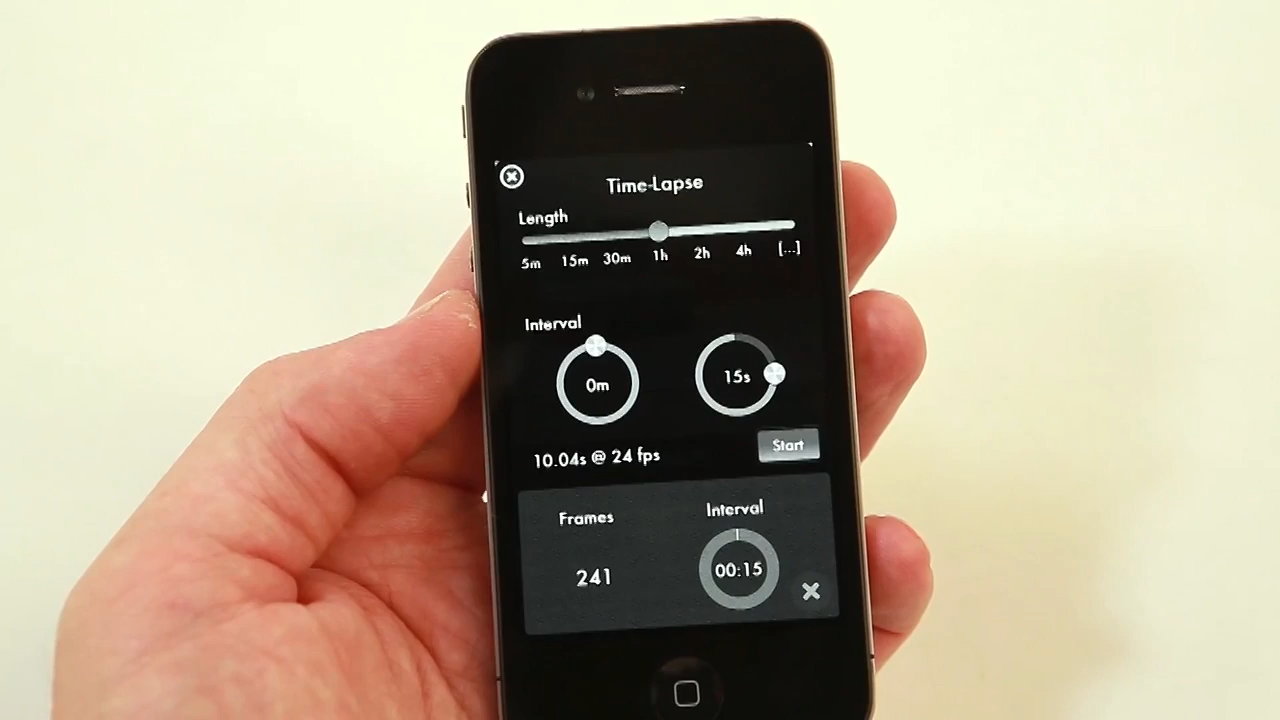 Time-Lapse
Length
5m 15m 30m 1h 2h 4h [...]
Interval
0m 15s
10.04s @ 24 fps Start
Frames Interval
241 00:15